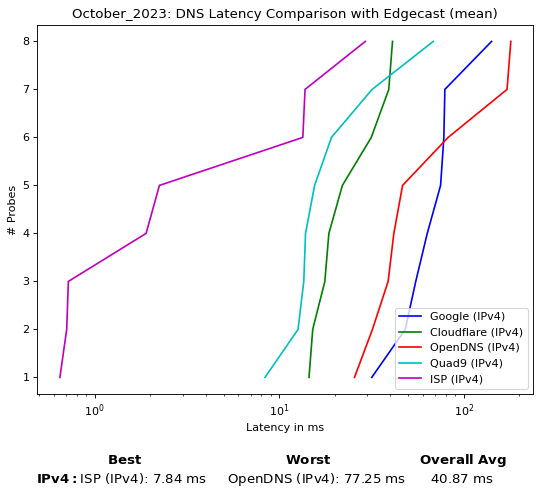 October_2023: DNS Latency Comparison with Edgecast (mean)
8
7
6
5
4
3
2
1
# Probes
Google (IPv4)
Cloudflare (IPv4)
OpenDNS (IPv4)
Quad9 (IPv4)
ISP (IPv4)
10⁰ 10¹ 10²
Latency in ms
Best Worst Overall Avg
IPv4: ISP (IPv4): 7.84 ms OpenDNS (IPv4): 77.25 ms 40.87 ms